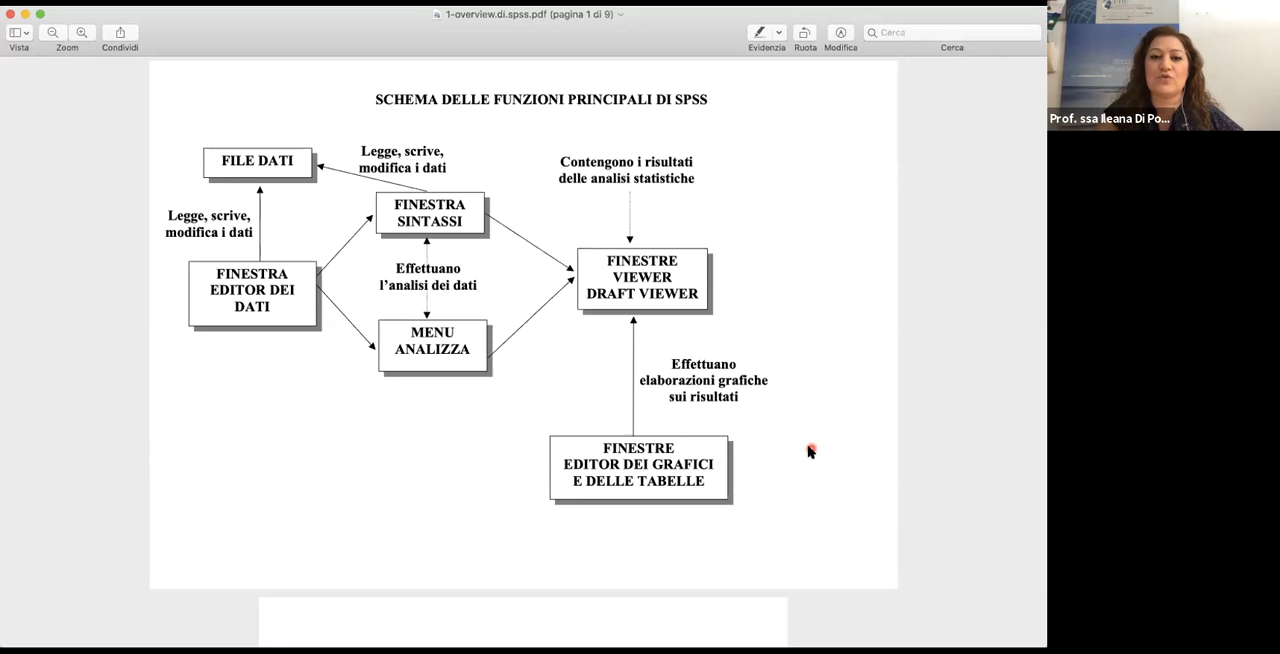 1-overview.di.spss.pdf (pagina 1 di 9)
Vista
Zoom
Condividi
Evidenzia
Ruota
Modifica
Cerca
Cerca
Prof. ssa Ileana Di Po...
SCHEMA DELLE FUNZIONI PRINCIPALI DI SPSS
FILE DATI
Legge, scrive,
modifica i dati
Contengono i risultati
delle analisi statistiche
Legge, scrive,
modifica i dati
FINESTRA
SINTASSI
FINESTRA
EDITOR DEI
DATI
Effettuano
l'analisi dei dati
FINESTRE
VIEWER
DRAFT VIEWER
MENU
ANALIZZA
Effettuano
elaborazioni grafiche
sui risultati
FINESTRE
EDITOR DEI GRAFICI
E DELLE TABELLE